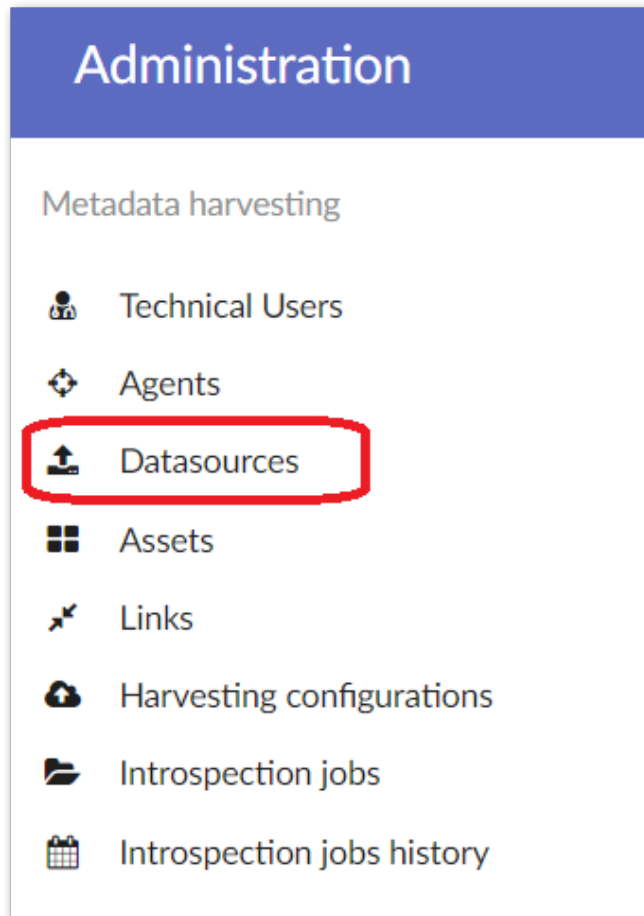 Administration
Metadata harvesting
Technical Users
Agents
Datasources
Assets
Links
Harvesting configurations
Introspection jobs
Introspection jobs history